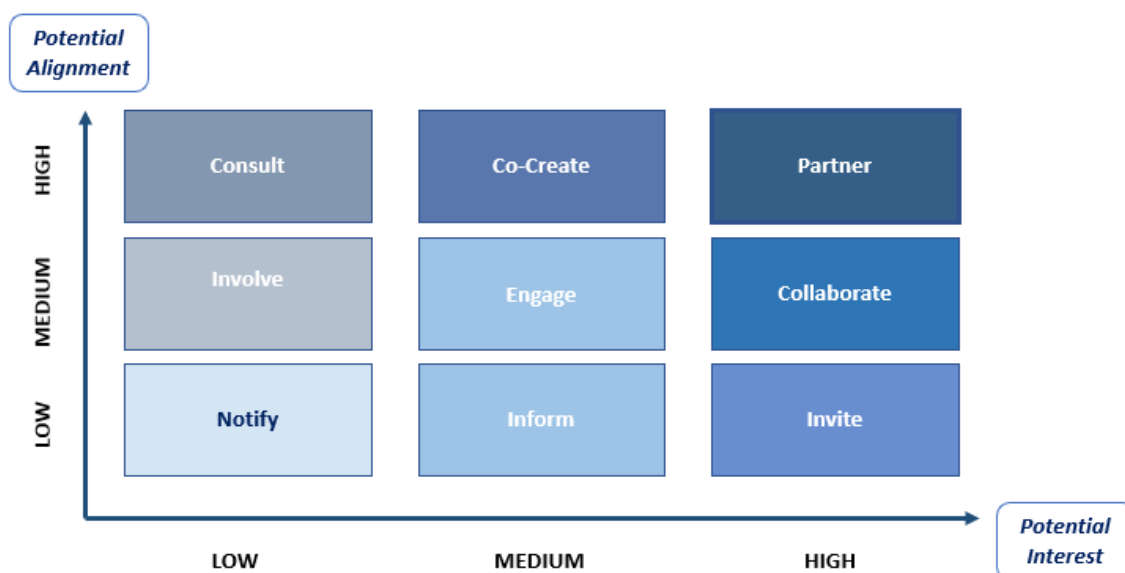 Potential
Alignment
HIGH
Consult
Co-Create
Partner
MEDIUM
Involve
Engage
Collaborate
LOW
Notify
Inform
Invite
LOW
MEDIUM
HIGH
Potential
Interest